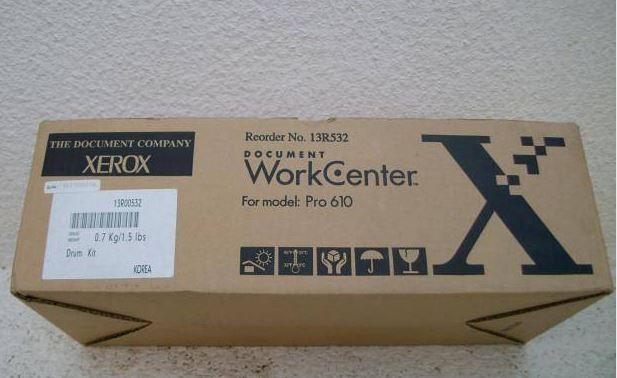 THE DOCUMENT COMPANY
XEROX
13R00532
0.7 Kg/1.5 lbs
Drum Kit
KOREA
Reorder No. 13R532
DOCUMENT
WorkCenter
For model: Pro 610
X